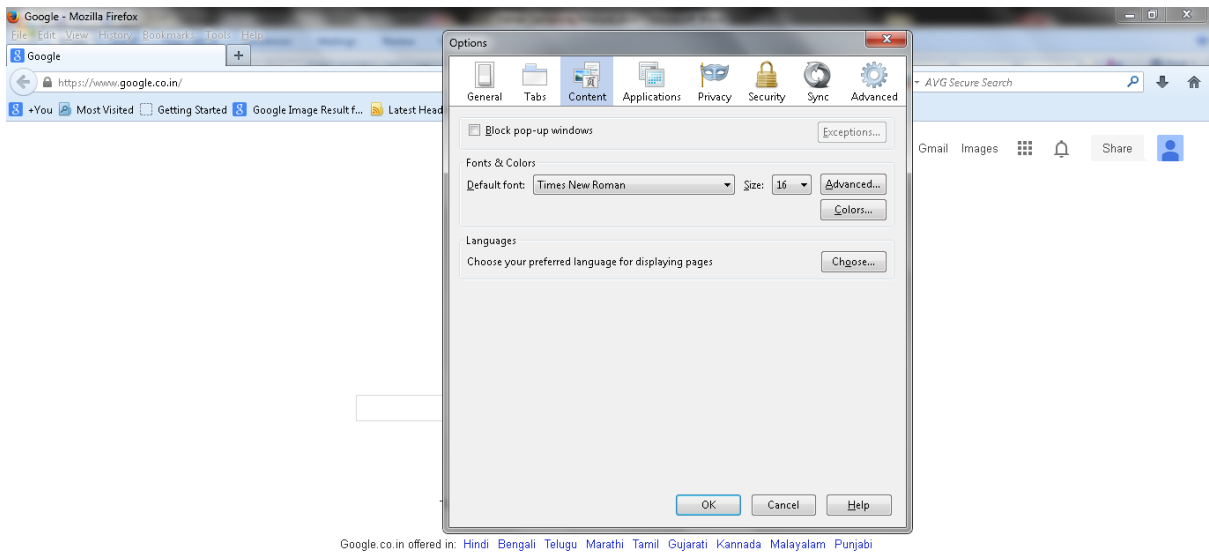 Google - Mozilla Firefox
File Edit View History Bookmarks Tools Help
Google
https://www.google.co.in/
AVG Secure Search
+You Most Visited Getting Started Google Image Result f... Latest Head
Gmail Images Share
Options
General Tabs Content Applications Privacy Security Sync Advanced
Block pop-up windows Exceptions...
Fonts & Colors
Default font: Times New Roman Size: 16 Advanced...
Colors...
Languages
Choose your preferred language for displaying pages Choose...
OK Cancel Help
Google.co.in offered in: Hindi Bengali Telugu Marathi Tamil Gujarati Kannada Malayalam Punjabi